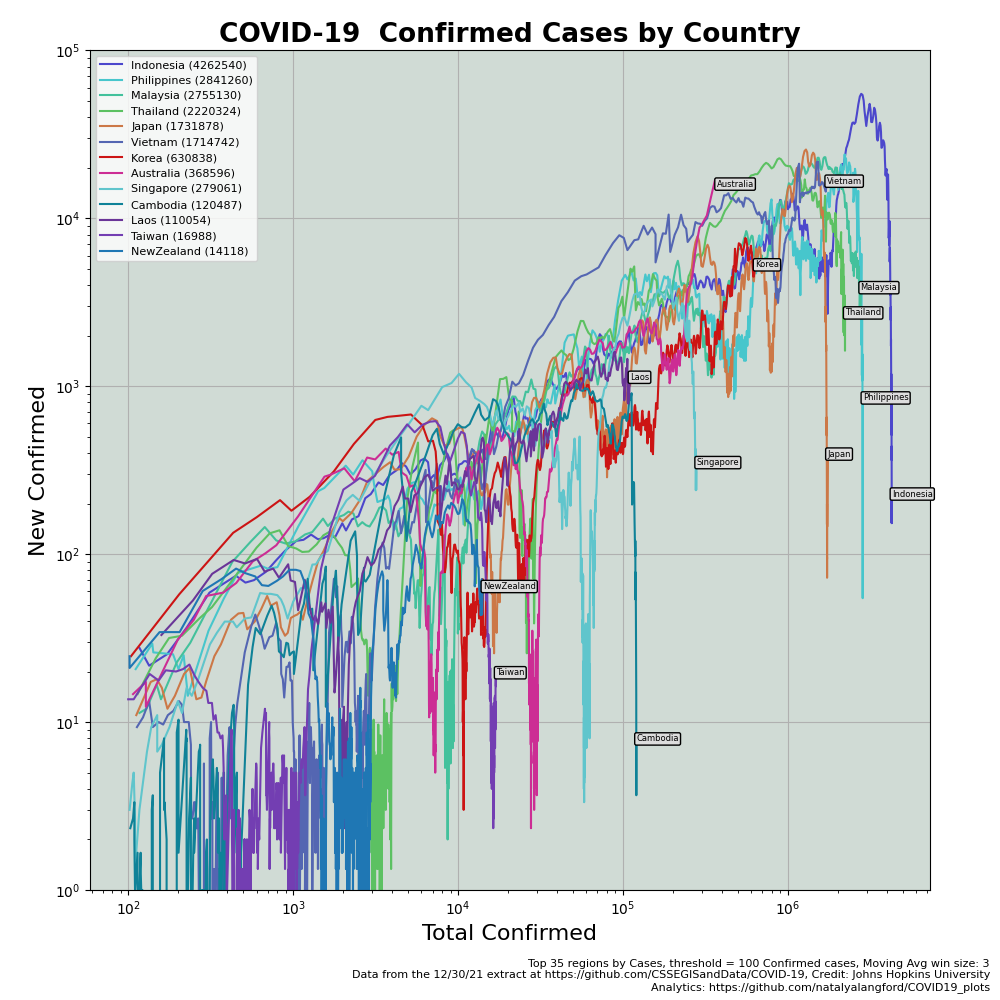 COVID-19  Confirmed Cases by Country
10^5
10^4
10^3
10^2
10^1
10^0
New Confirmed
Indonesia (4262540)
Philippines (2841260)
Malaysia (2755130)
Thailand (2220324)
Japan (1731878)
Vietnam (1714742)
Korea (630838)
Australia (368596)
Singapore (279061)
Cambodia (120487)
Laos (110054)
Taiwan (16988)
NewZealand (14118)
Australia
Vietnam
Korea
Malaysia
Thailand
Laos
Philippines
Japan
Singapore
Indonesia
NewZealand
Taiwan
Cambodia
10^2
10^3
10^4
10^5
10^6
Total Confirmed
Top 35 regions by Cases, threshold = 100 Confirmed cases, Moving Avg win size: 3
Data from the 12/30/21 extract at https://github.com/CSSEGISandData/COVID-19, Credit: Johns Hopkins University
Analytics: https://github.com/natalyalangford/COVID19_plots